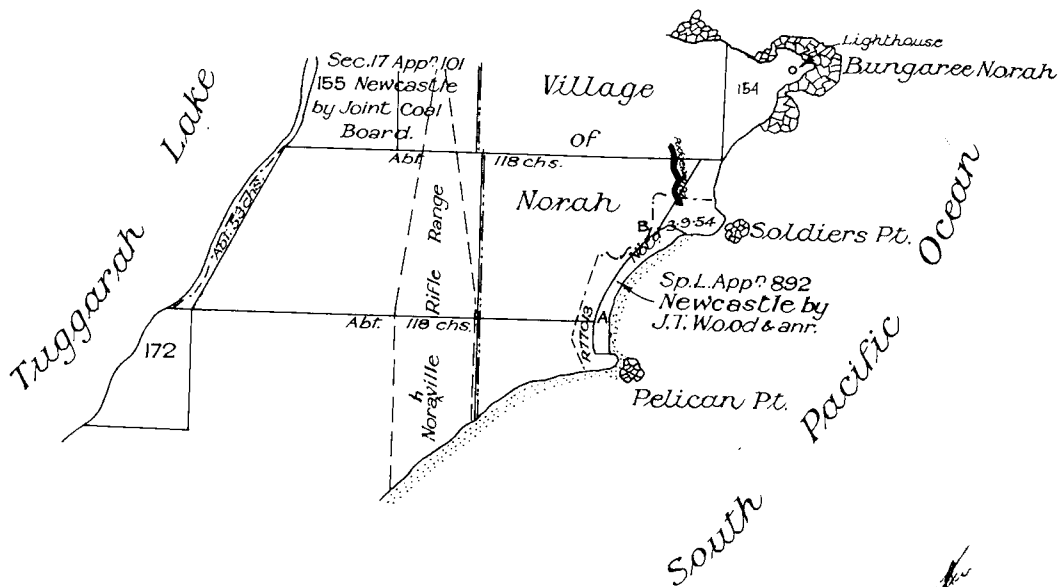 Lighthouse
Bungaree Norah
Sec.17 Appⁿ 101
155 Newcastle
by Joint Coal
Board.
Village
of
Norah
154
Lake
Tuggarah
Abt. 53 chs.
Abt. 118 chs.
Abt. 118 chs.
Norahville Rifle Range
172
B
3·9·54
R77013
A
Soldiers Pt.
Sp.L.Appⁿ 892
Newcastle by
J.T. Wood & anr.
Pelican Pt.
South
Pacific
Ocean